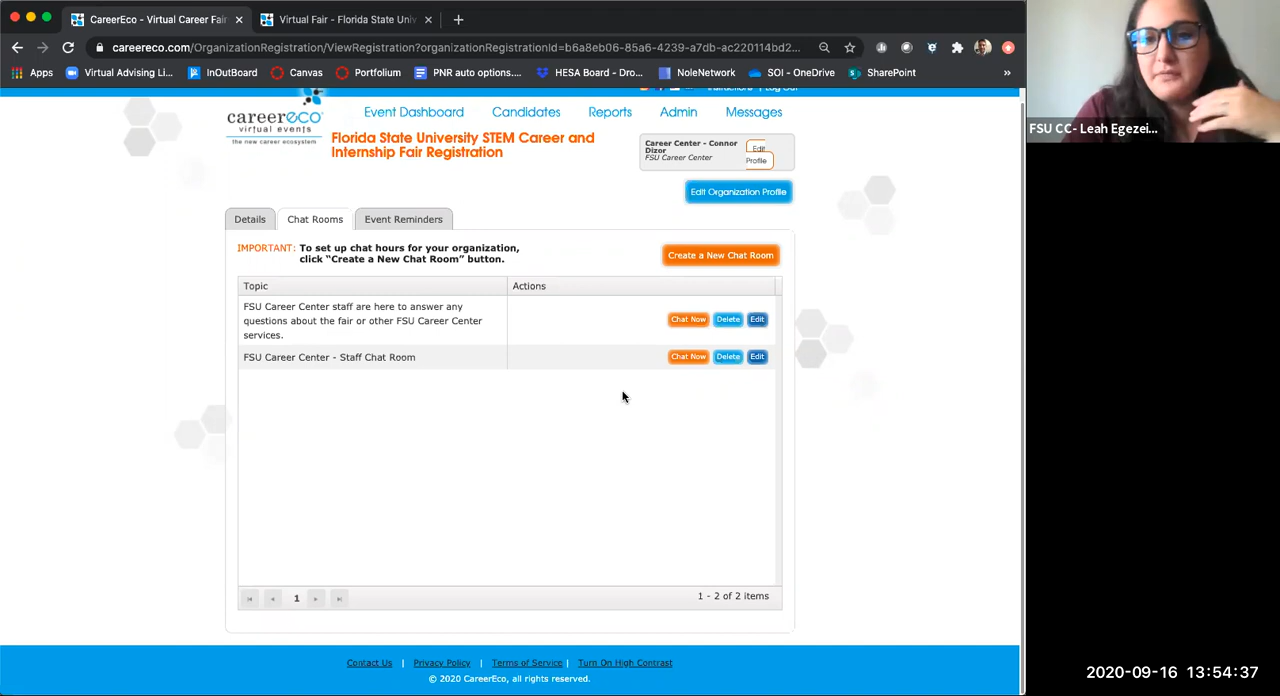 CareerEco - Virtual Career Fair
Virtual Fair - Florida State Univ
careereco.com/OrganizationRegistration/ViewRegistration?organizationRegistrationId=b6a8eb06-85a6-4239-a7db-ac220114bd2...
Apps
Virtual Advising Li...
InOutBoard
Canvas
Portfolium
PNR auto options....
HESA Board - Dro...
NoleNetwork
SOI - OneDrive
SharePoint
»
Instructions | Log Out
careereco
virtual events
the new career ecosystem
Event Dashboard
Candidates
Reports
Admin
Messages
Florida State University STEM Career and
Internship Fair Registration
Career Center - Connor
Dizor
FSU Career Center
Edit
Profile
Edit Organization Profile
Details
Chat Rooms
Event Reminders
IMPORTANT: To set up chat hours for your organization,
click “Create a New Chat Room” button.
Create a New Chat Room
Topic
Actions
FSU Career Center staff are here to answer any
questions about the fair or other FSU Career Center
services.
Chat Now
Delete
Edit
FSU Career Center - Staff Chat Room
Chat Now
Delete
Edit
1
1 - 2 of 2 items
Contact Us | Privacy Policy | Terms of Service | Turn On High Contrast
© 2020 CareerEco, all rights reserved.
FSU CC- Leah Egezei...
2020-09-16 13:54:37